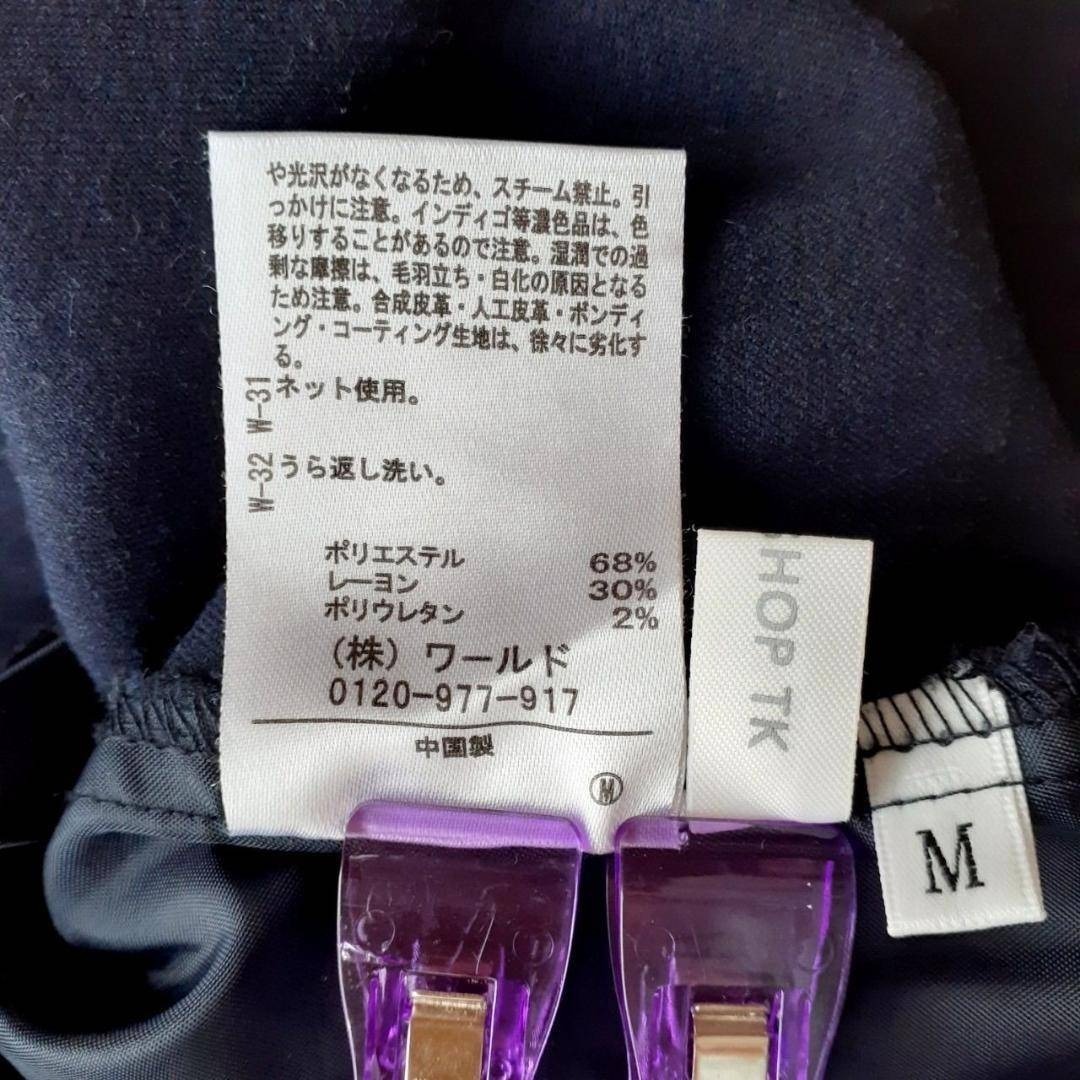 や光沢がなくなるため、スチーム禁止。引
っかけに注意。インディゴ等濃色品は、色
移りすることがあるので注意。湿潤での過
剰な摩擦は、毛羽立ち・白化の原因となる
ため注意。合成皮革・人工皮革・ボンディ
ング・コーティング生地は、徐々に劣化す
る。
W-31 ネット使用。
W-32 うら返し洗い。
ポリエステル 68%
レーヨン 30%
ポリウレタン 2%
(株) ワールド
0120-977-917
中国製
Ⓜ
HOP TK
M